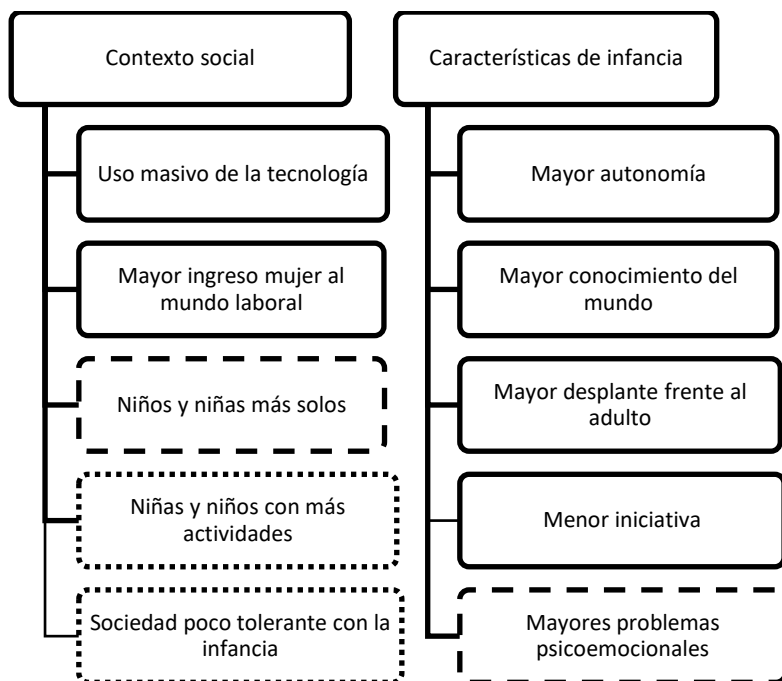 Contexto social
Uso masivo de la tecnología
Mayor ingreso mujer al
mundo laboral
Niños y niñas más solos
Niñas y niños con más
actividades
Sociedad poco tolerante con la
infancia
Características de infancia
Mayor autonomía
Mayor conocimiento del
mundo
Mayor desplante frente al
adulto
Menor iniciativa
Mayores problemas
psicoemocionales